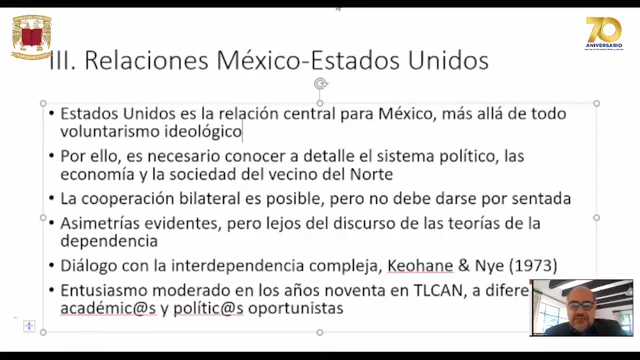 70
ANIVERSARIO
III. Relaciones México-Estados Unidos
• Estados Unidos es la relación central para México, más allá de todo
voluntarismo ideológico
• Por ello, es necesario conocer a detalle el sistema político, las
economía y la sociedad del vecino del Norte
• La cooperación bilateral es posible, pero no debe darse por sentada
• Asimetrías evidentes, pero lejos del discurso de las teorías de la
dependencia
• Diálogo con la interdependencia compleja, Keohane & Nye (1973)
• Entusiasmo moderado en los años noventa en TLCAN, a difere
académic@s y polític@s oportunistas